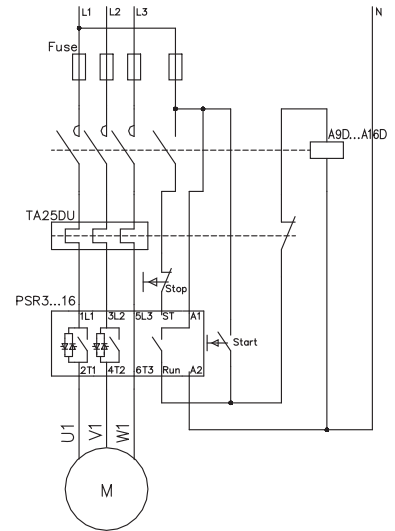 L1 L2 L3 N
Fuse
A9D...A16D
TA25DU
Stop
PSR3...16
1L1 3L2 5L3 ST A1
Start
2T1 4T2 6T3 Run A2
U1 V1 W1
M